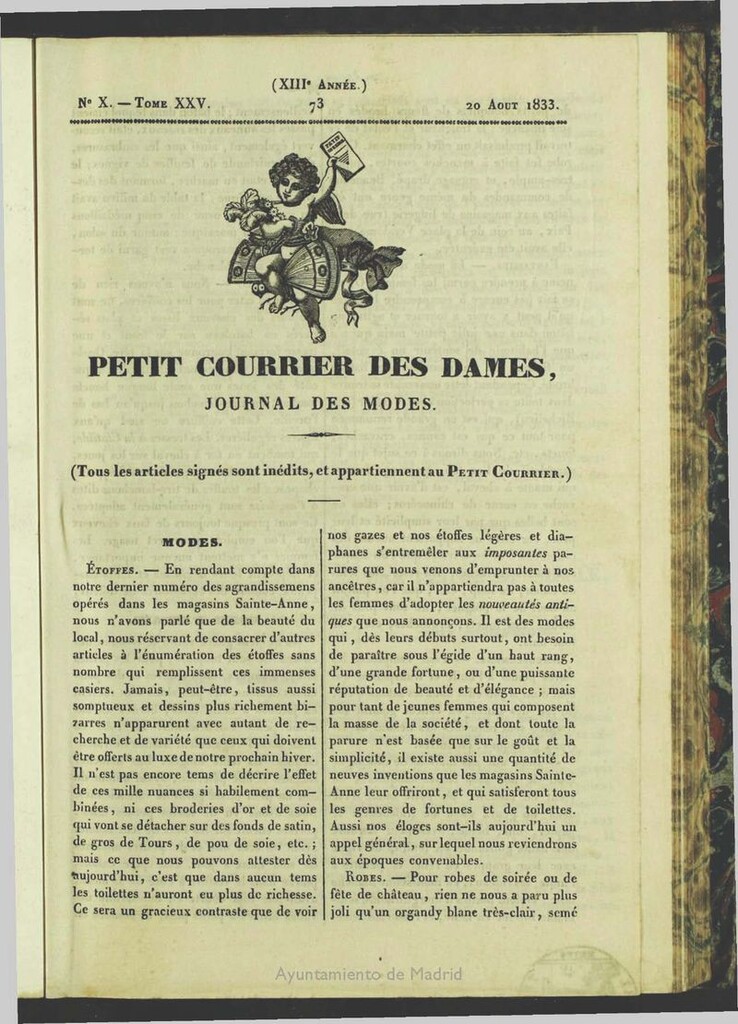 (XIIIe ANNÉE.)
No X. — TOME XXV.
73
20 AOUT 1833.
PETIT COURRIER DES DAMES,
JOURNAL DES MODES.
(Tous les articles signés sont inédits, et appartiennent au PETIT COURRIER.)
MODES.
ÉTOFFES. — En rendant compte dans
notre dernier numéro des agrandissemens
opérés dans les magasins Sainte-Anne,
nous n'avons parlé que de la beauté du
local, nous réservant de consacrer d'autres
articles à l'énumération des étoffes sans
nombre qui remplissent ces immenses
casiers. Jamais, peut-être, tissus aussi
somptueux et dessins plus richement bi-
zarres n'apparurent avec autant de re-
cherche et de variété que ceux qui doivent
être offerts au luxe de notre prochain hiver.
Il n'est pas encore tems de décrire l'effet
de ces mille nuances si habilement com-
binées, ni ces broderies d'or et de soie
qui vont se détacher sur des fonds de satin,
de gros de Tours, de pou de soie, etc.;
mais ce que nous pouvons attester dès
aujourd'hui, c'est que dans aucun tems
les toilettes n'auront eu plus de richesse.
Ce sera un gracieux contraste que de voir
nos gazes et nos étoffes légères et dia-
phanes s'entremêler aux imposantes pa-
rures que nous venons d'emprunter à nos
ancêtres, car il n'appartiendra pas à toutes
les femmes d'adopter les nouveautés anti-
ques que nous annonçons. Il est des modes
qui, dès leurs débuts surtout, ont besoin
de paraître sous l'égide d'un haut rang,
d'une grande fortune, ou d'une puissante
réputation de beauté et d'élégance; mais
pour tant de jeunes femmes qui composent
la masse de la société, et dont toute la
parure n'est basée que sur le goût et la
simplicité, il existe aussi une quantité de
neuves inventions que les magasins Sainte-
Anne leur offriront, et qui satisferont tous
les genres de fortunes et de toilettes.
Aussi nos éloges sont-ils aujourd'hui un
appel général, sur lequel nous reviendrons
aux époques convenables.
ROBES. — Pour robes de soirée ou de
fête de château, rien ne nous a paru plus
joli qu'un organdy blanc très-clair, semé
Ayuntamiento de Madrid